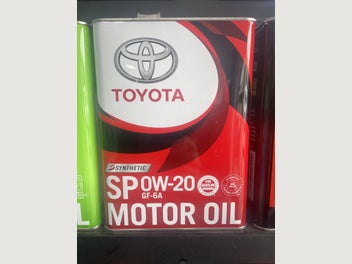 TOYOTA
SYNTHETIC
SP 0W-20
GF-6A
MOTOR OIL
L